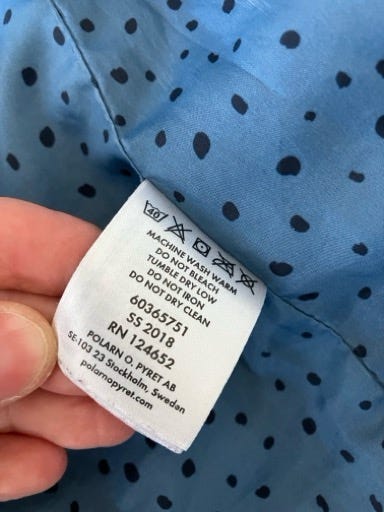 40
MACHINE WASH WARM
DO NOT BLEACH
TUMBLE DRY LOW
DO NOT IRON
DO NOT DRY CLEAN
60365751
SS 2018
RN 124652
POLARN O. PYRET AB
SE-103 23 Stockholm, Sweden
polarnopyret.com